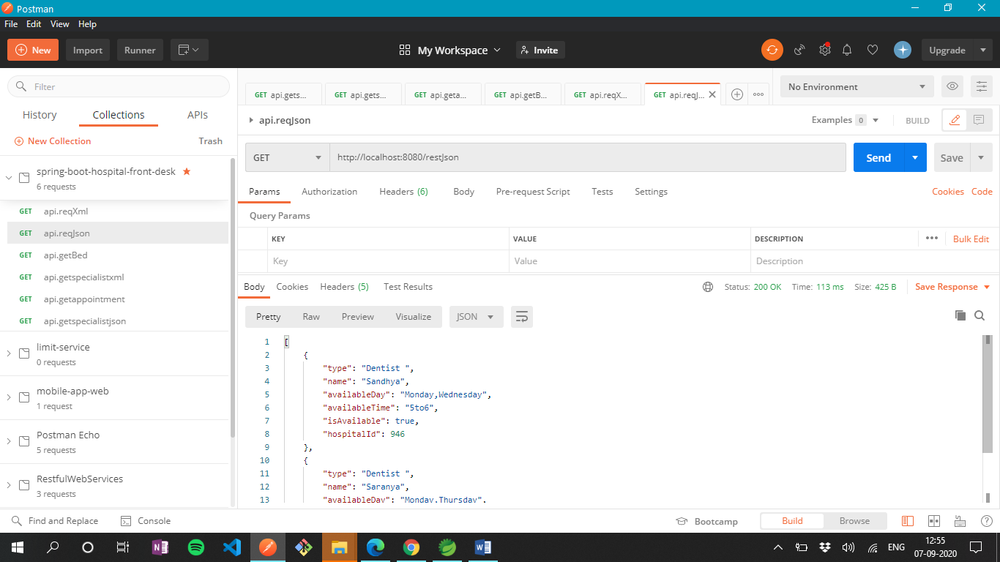 Postman
File Edit View Help
New Import Runner My Workspace Invite Upgrade
Filter
History Collections APIs
New Collection Trash
spring-boot-hospital-front-desk
6 requests
GET api.reqXml
GET api.reqJson
GET api.getBed
GET api.getspecialistxml
GET api.getappointment
GET api.getspecialistjson
limit-service
0 requests
mobile-app-web
1 request
Postman Echo
5 requests
RestfulWebServices
3 requests
GET api.gets... GET api.gets... GET api.geta... GET api.getB... GET api.reqX... GET api.reqJ... No Environment
api.reqJson Examples 0 BUILD
GET http://localhost:8080/restJson Send Save
Params Authorization Headers (6) Body Pre-request Script Tests Settings Cookies Code
Query Params
KEY VALUE DESCRIPTION Bulk Edit
Key Value Description
Body Cookies Headers (5) Test Results Status: 200 OK Time: 113 ms Size: 425 B Save Response
Pretty Raw Preview Visualize JSON
1 [
2 {
3 "type": "Dentist ",
4 "name": "Sandhya",
5 "availableDay": "Monday,Wednesday",
6 "availableTime": "5to6",
7 "isAvailable": true,
8 "hospitalId": 946
9 },
10 {
11 "type": "Dentist ",
12 "name": "Saranya",
13 "availableDay": "Monday,Thursday",
Find and Replace Console Bootcamp Build Browse
ENG
12:55
07-09-2020